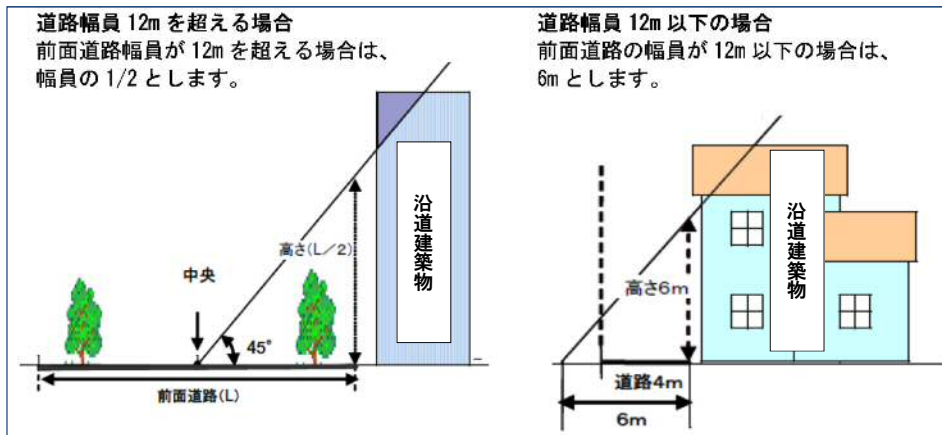 道路幅員 12m を超える場合
前面道路幅員が 12m を超える場合は、
幅員の 1/2 とします。
沿道建築物
高さ(L/2)
中央
45°
前面道路(L)
道路幅員 12m 以下の場合
前面道路の幅員が 12m 以下の場合は、
6m とします。
沿道建築物
高さ6m
道路4m
6m